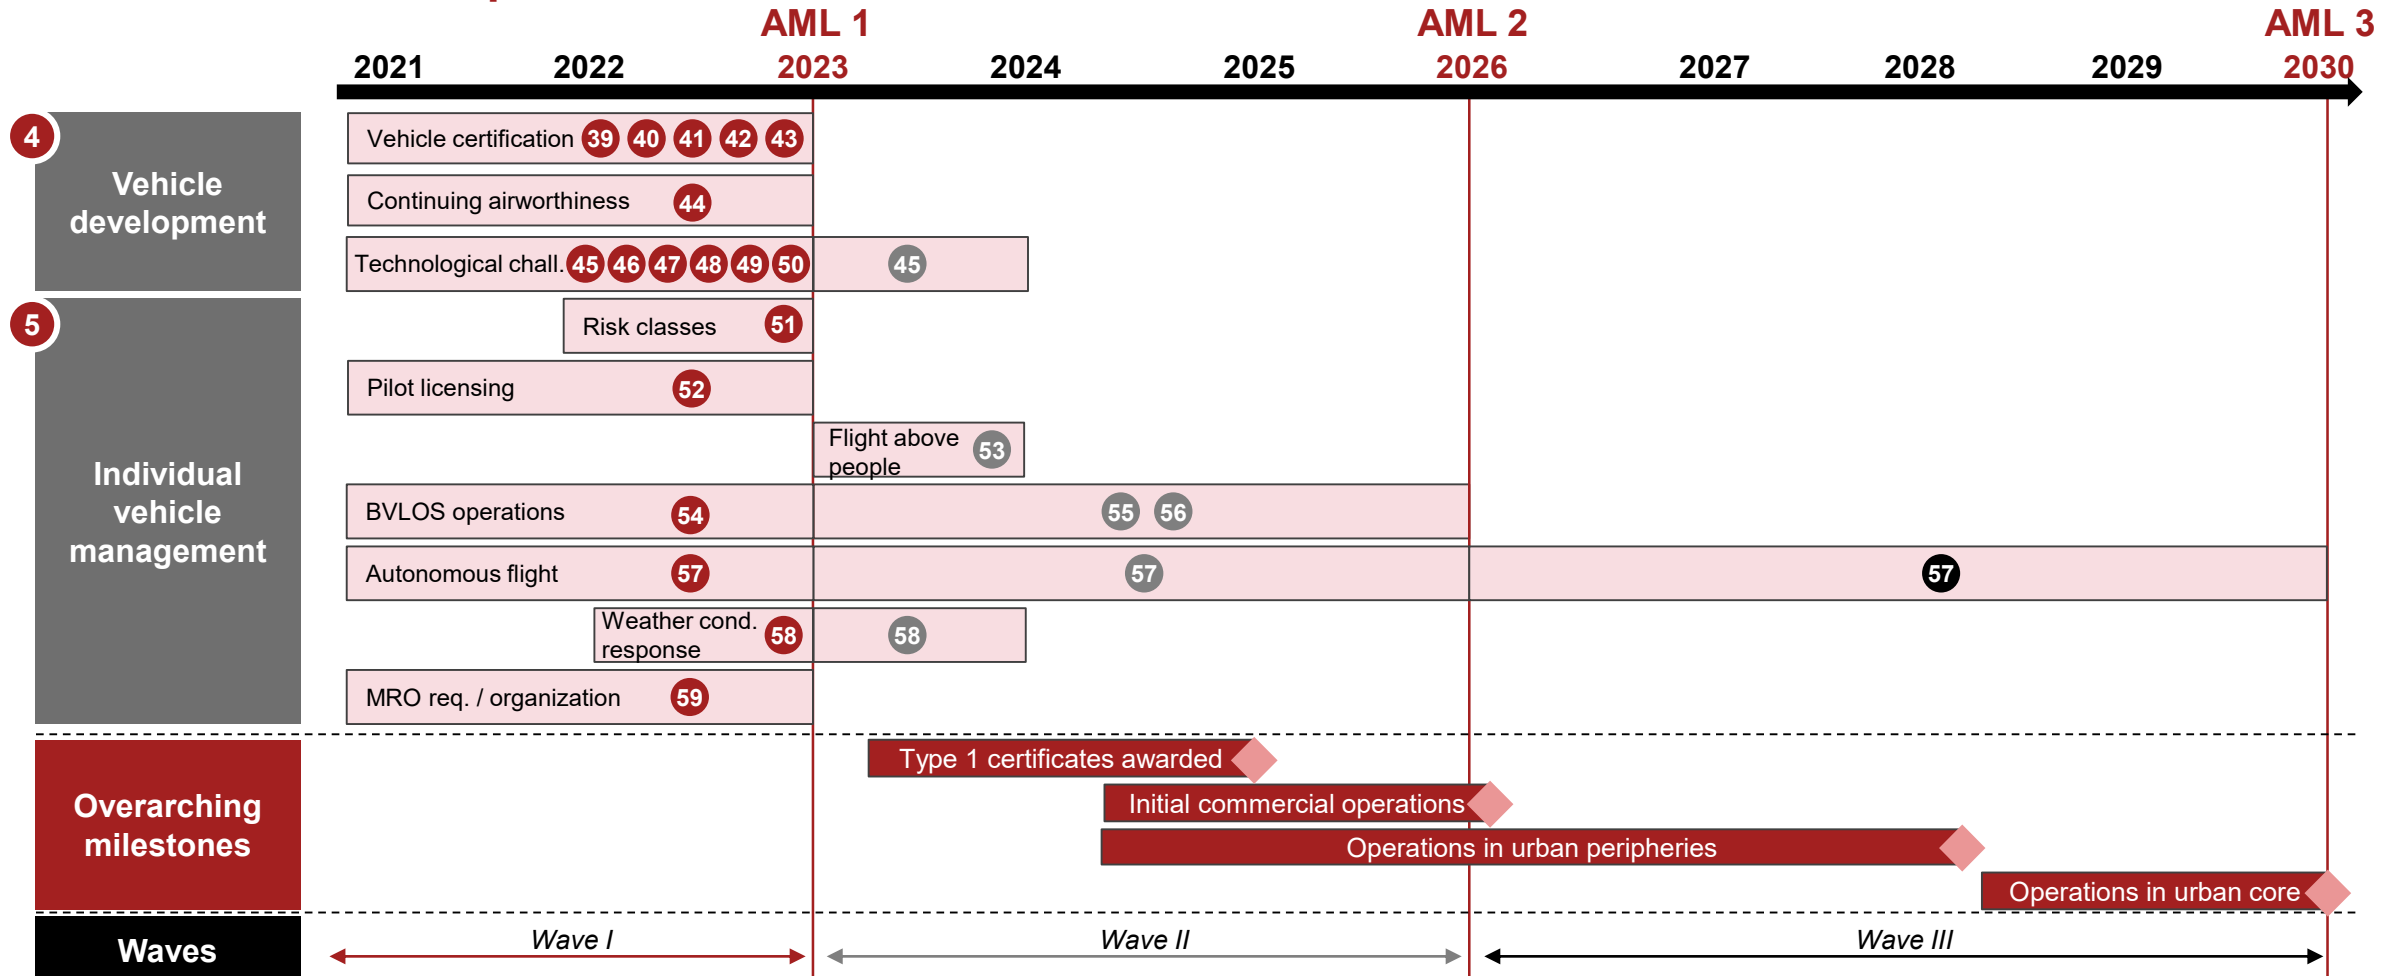 AML 1
AML 2
AML 3
2021 2022 2023 2024 2025 2026 2027 2028 2029 2030
4
Vehicle
development
Vehicle certification 39 40 41 42 43
Continuing airworthiness 44
Technological chall. 45 46 47 48 49 50 45
5
Individual
vehicle
management
Risk classes 51
Pilot licensing 52
Flight above
people 53
BVLOS operations 54 55 56
Autonomous flight 57 57 57
Weather cond.
response 58 58
MRO req. / organization 59
Overarching
milestones
Type 1 certificates awarded
Initial commercial operations
Operations in urban peripheries
Operations in urban core
Waves
Wave I
Wave II
Wave III